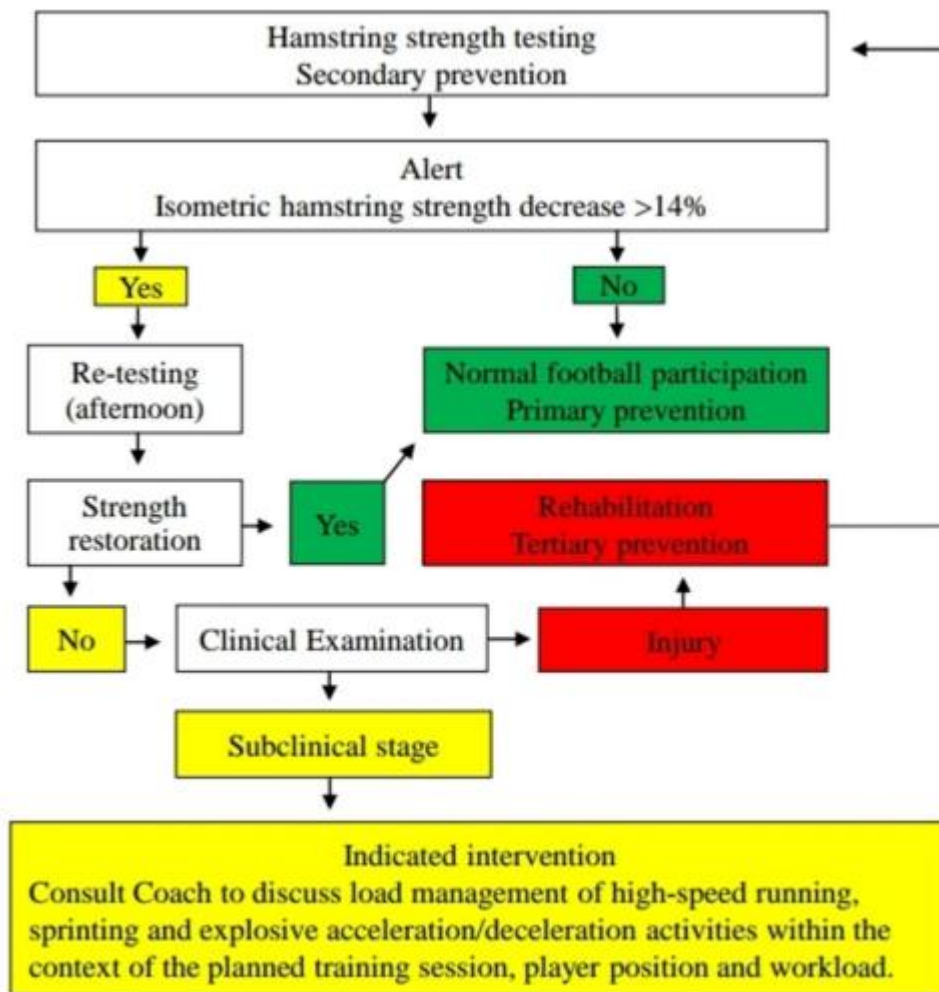 Hamstring strength testing
Secondary prevention
Alert
Isometric hamstring strength decrease >14%
Yes
No
Re-testing
(afternoon)
Normal football participation
Primary prevention
Strength
restoration
Yes
Rehabilitation
Tertiary prevention
No
Clinical Examination
Injury
Subclinical stage
Indicated intervention
Consult Coach to discuss load management of high-speed running,
sprinting and explosive acceleration/deceleration activities within the
context of the planned training session, player position and workload.